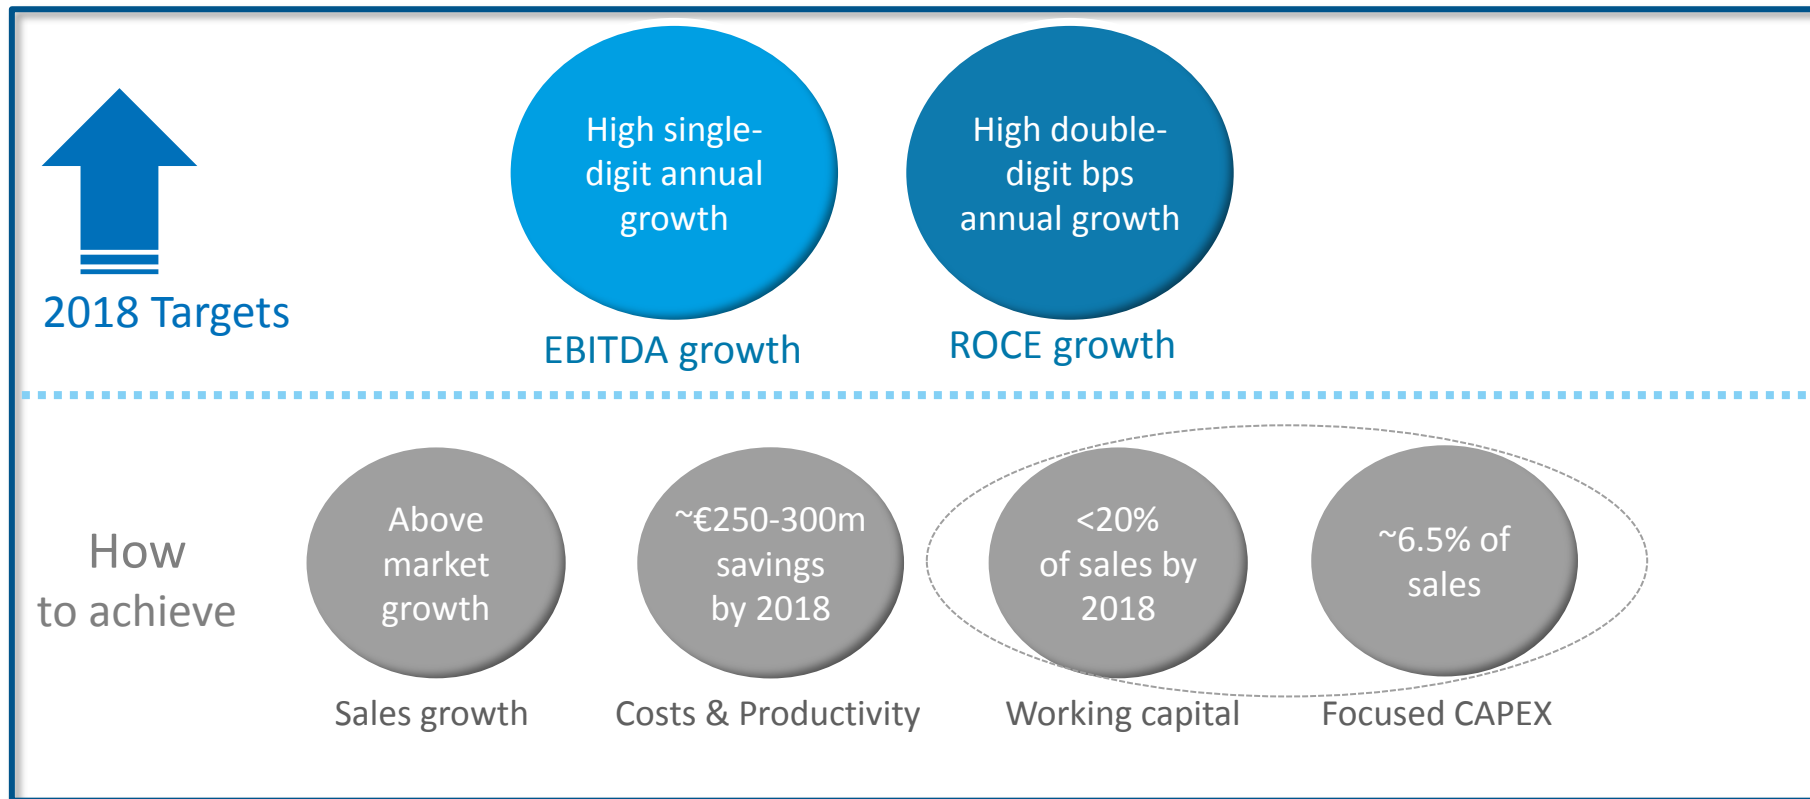 High single-
digit annual
growth
High double-
digit bps
annual growth
2018 Targets
EBITDA growth
ROCE growth
How
to achieve
Above
market
growth
~€250-300m
savings
by 2018
<20%
of sales by
2018
~6.5% of
sales
Sales growth
Costs & Productivity
Working capital
Focused CAPEX